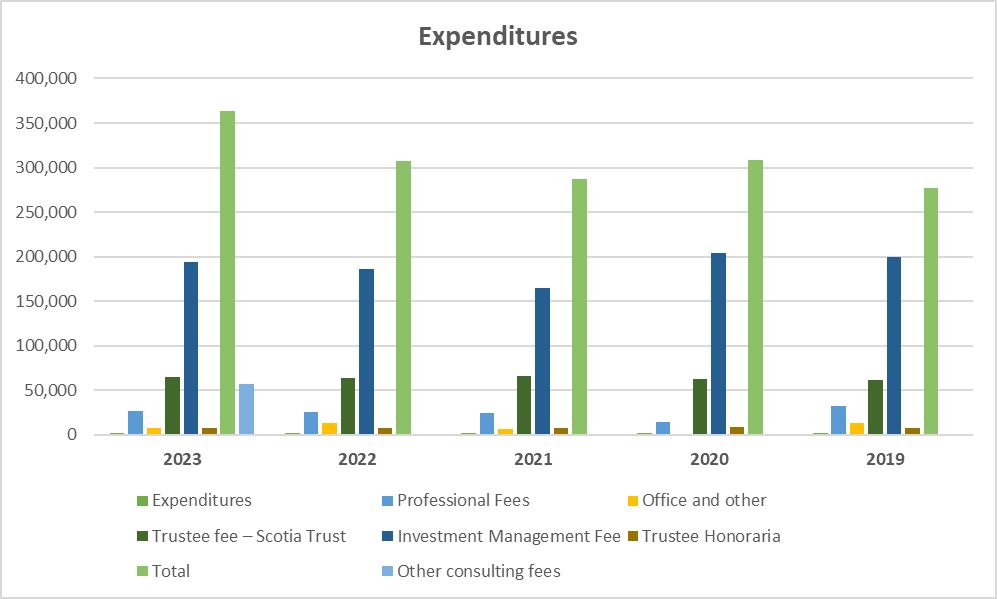 Expenditures
400,000
350,000
300,000
250,000
200,000
150,000
100,000
50,000
0
2023 2022 2021 2020 2019
Expenditures Professional Fees Office and other
Trustee fee – Scotia Trust Investment Management Fee Trustee Honoraria
Total Other consulting fees